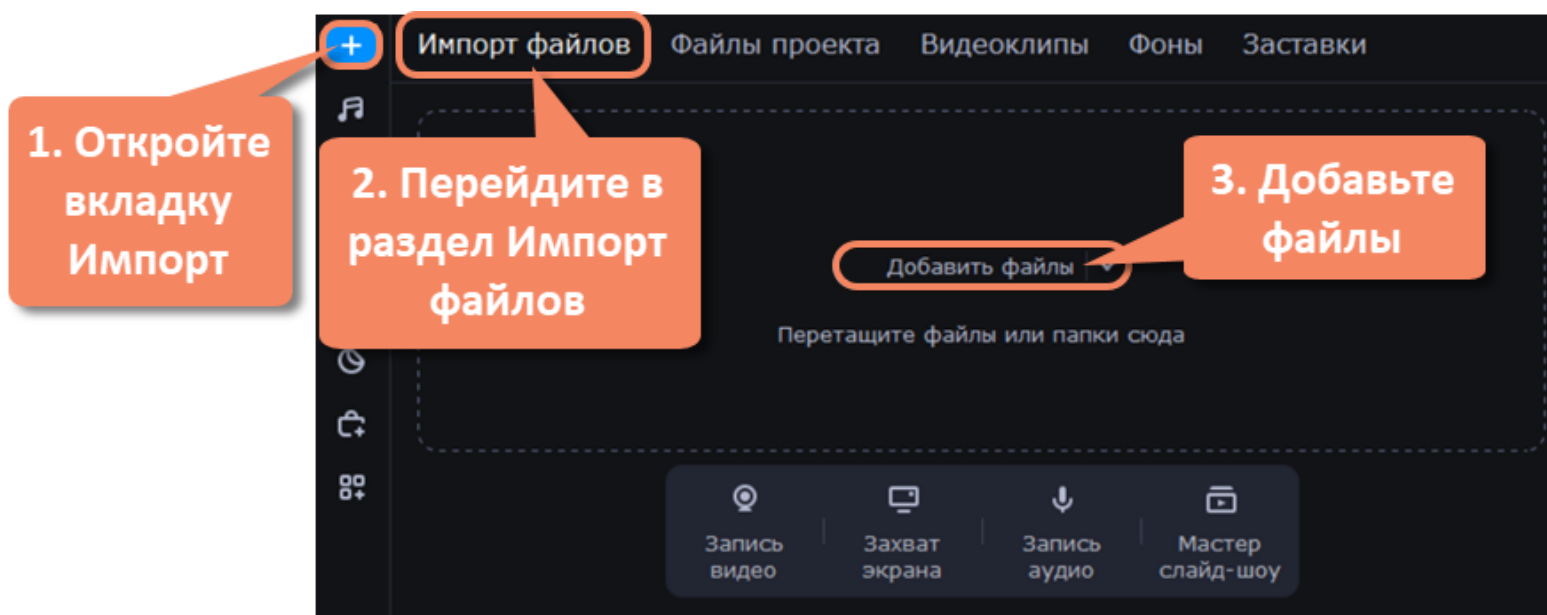 Импорт файлов Файлы проекта Видеоклипы Фоны Заставки
1. Откройте
вкладку
Импорт
2. Перейдите в
раздел Импорт
файлов
3. Добавьте
файлы
Добавить файлы
Перетащите файлы или папки сюда
Запись
видео
Захват
экрана
Запись
аудио
Мастер
слайд-шоу